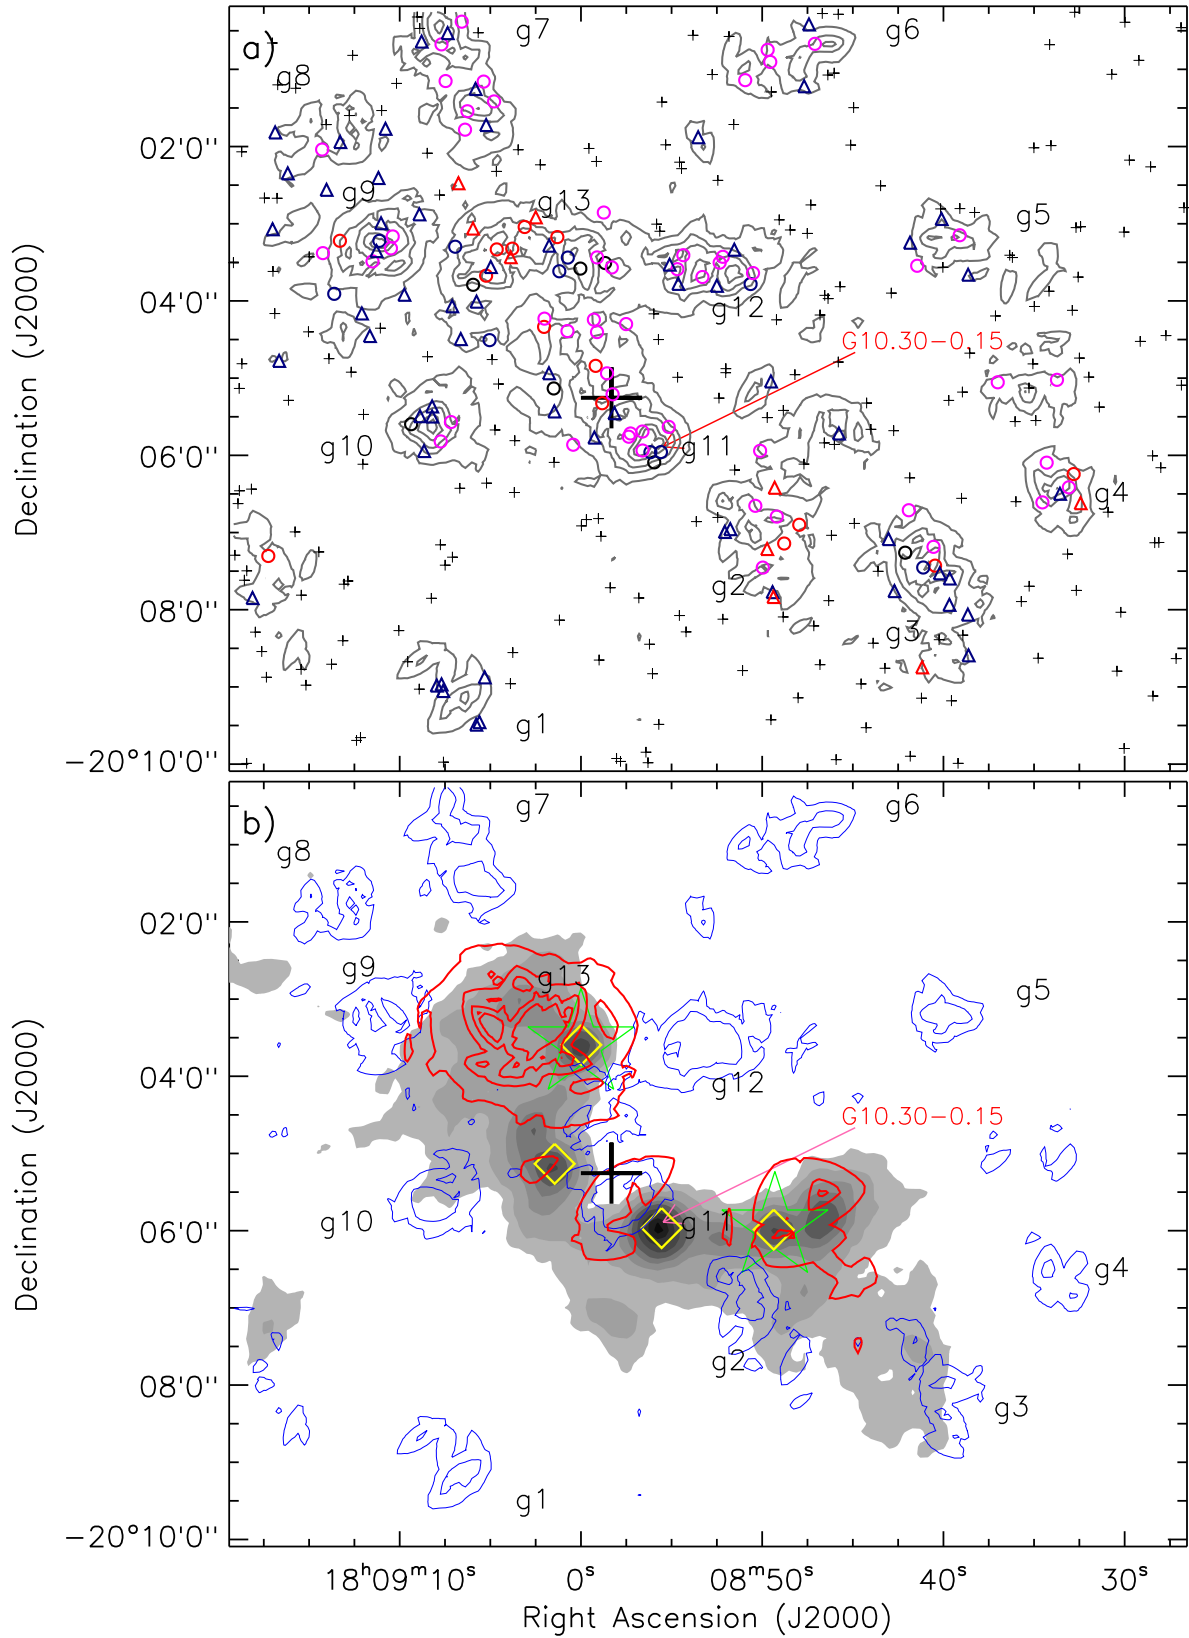 a)
g7
g6
g8
02'0''
g9
g13
g5
04'0''
g12
G10.30−0.15
g10
06'0''
g11
g4
g2
08'0''
g3
g1
−20°10'0''
Declination (J2000)
b)
g7
g6
g8
02'0''
g9
g13
g5
04'0''
g12
G10.30−0.15
g10
06'0''
g11
g4
g2
08'0''
g3
g1
−20°10'0''
Declination (J2000)
18ʰ09ᵐ10ˢ
0ˢ
08ᵐ50ˢ
40ˢ
30ˢ
Right Ascension (J2000)